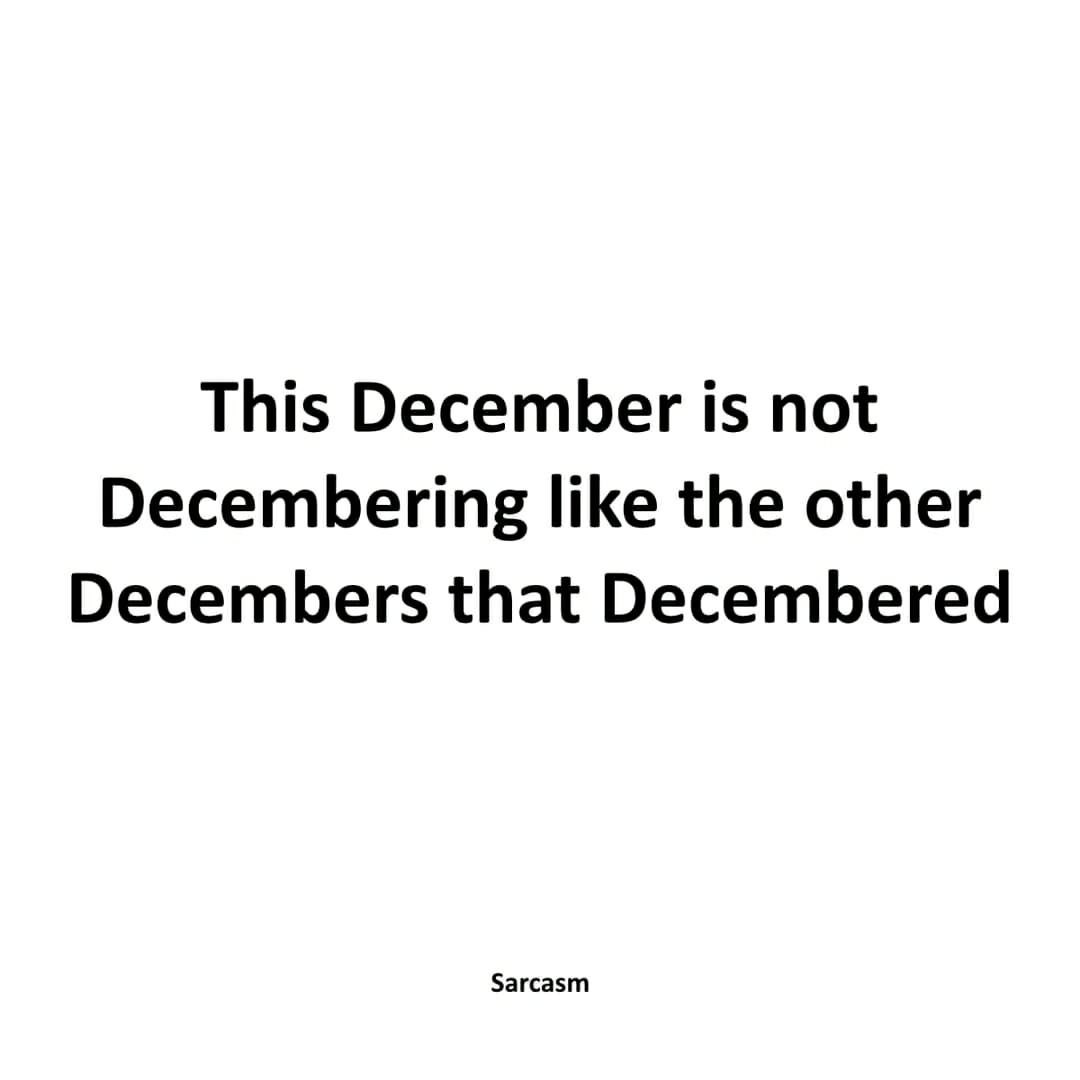 This December is not
Decembering like the other
Decembers that Decembered
Sarcasm